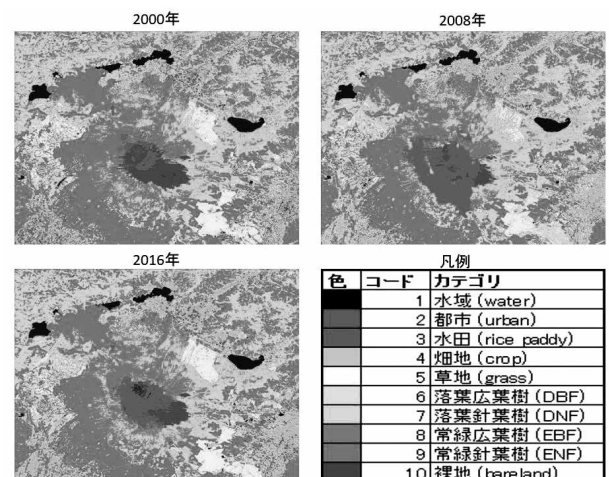 2000年
2008年
2016年
凡例
色 コード カテゴリ
1 水域 (water)
2 都市 (urban)
3 水田 (rice paddy)
4 畑地 (crop)
5 草地 (grass)
6 落葉広葉樹 (DBF)
7 落葉針葉樹 (DNF)
8 常緑広葉樹 (EBF)
9 常緑針葉樹 (ENF)
10 裸地 (bareland)